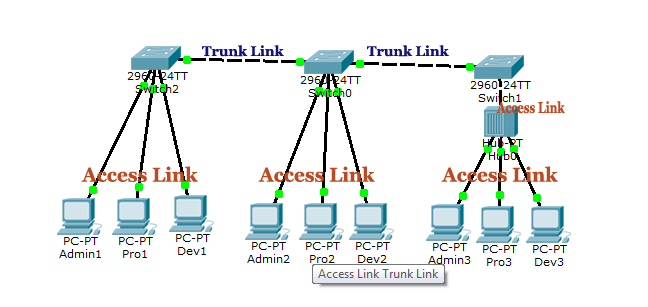 Trunk Link
Trunk Link
2960-24TT
Switch2
2960-24TT
Switch0
2960-24TT
Switch1
Access Link
Hub-PT
Hub0
Access Link
Access Link
Access Link
PC-PT
Admin1
PC-PT
Pro1
PC-PT
Dev1
PC-PT
Admin2
PC-PT
Pro2
PC-PT
Dev2
PC-PT
Admin3
PC-PT
Pro3
PC-PT
Dev3
Access Link Trunk Link